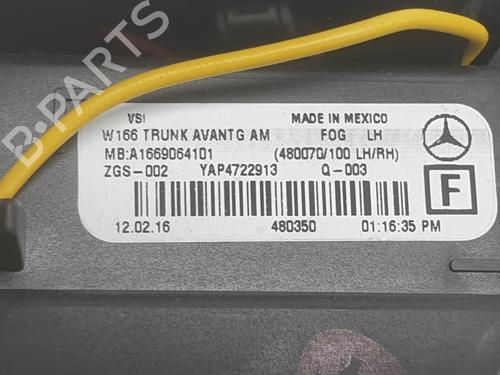 VSI MADE IN MEXICO
W166 TRUNK AVANTG AM FOG LH
MB:A1669064101 (480070/100 LH/RH)
ZGS-002 YAP4722913 Q-003
F
12.02.16 480350 01:16:35 PM
B-PARTS